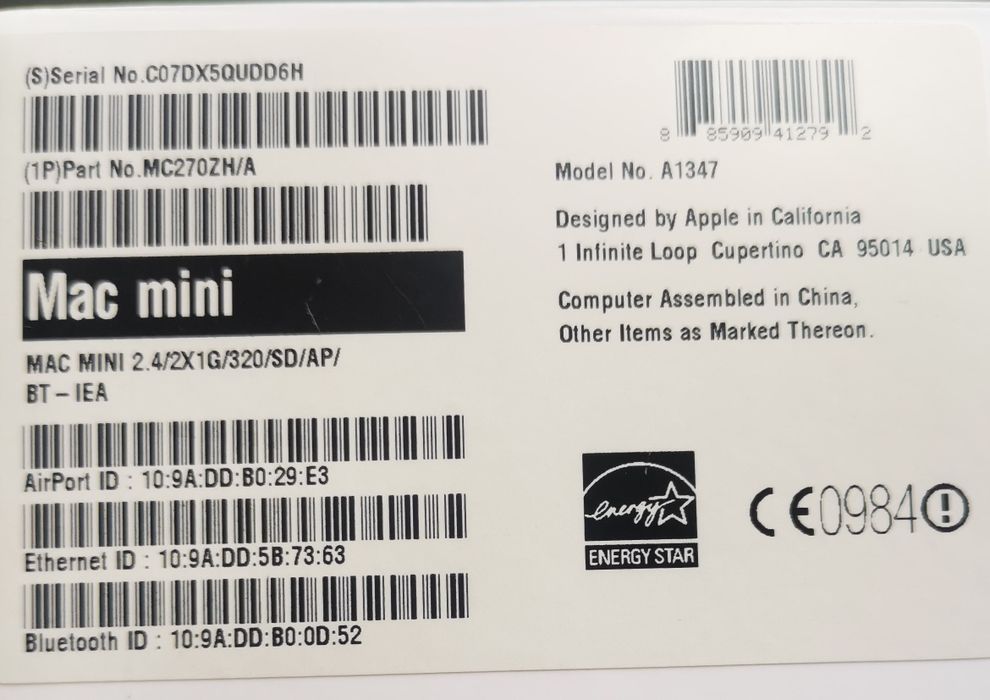 (S)Serial No.C07DX5QUDD6H
(1P)Part No.MC270ZH/A
Mac mini
MAC MINI 2.4/2X1G/320/SD/AP/
BT – IEA
AirPort ID : 10:9A:DD:B0:29:E3
Ethernet ID : 10:9A:DD:5B:73:63
Bluetooth ID : 10:9A:DD:B0:0D:52
8 85909 41279 2
Model No. A1347
Designed by Apple in California
1 Infinite Loop Cupertino CA 95014 USA
Computer Assembled in China,
Other Items as Marked Thereon.
energy
ENERGY STAR
CE0984